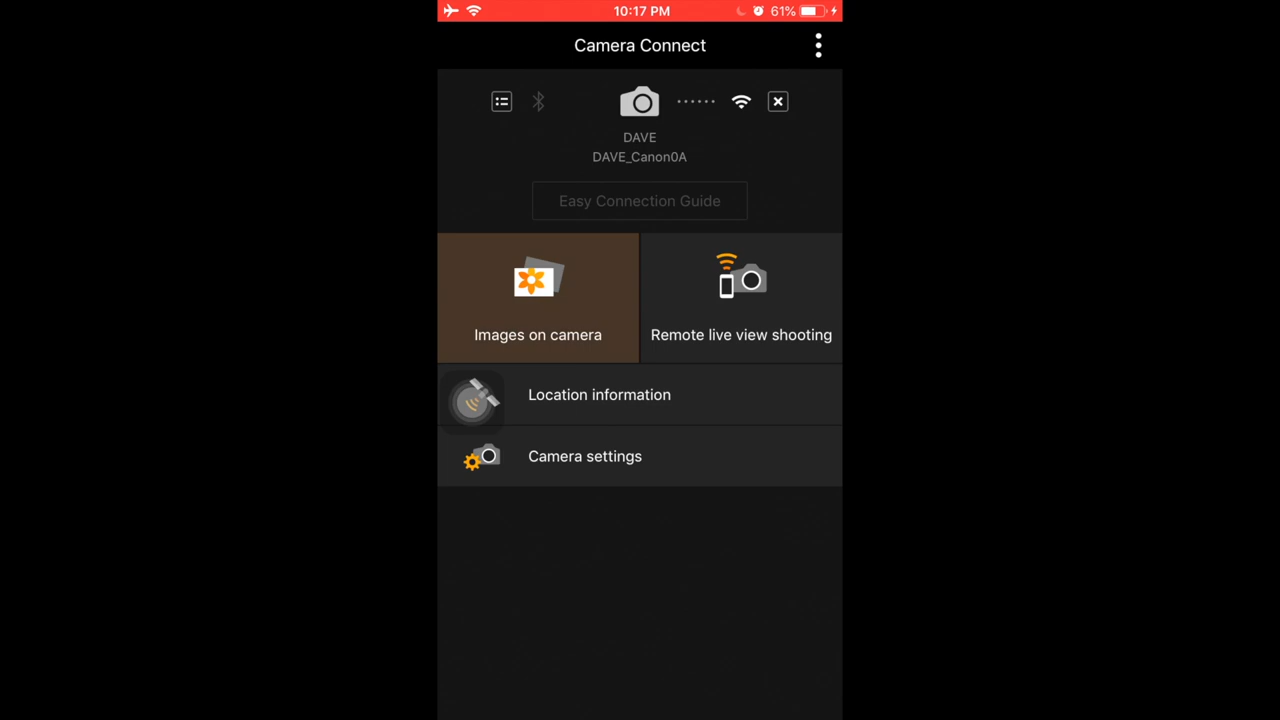 10:17 PM
61%
Camera Connect
DAVE
DAVE_Canon0A
Easy Connection Guide
Images on camera
Remote live view shooting
Location information
Camera settings